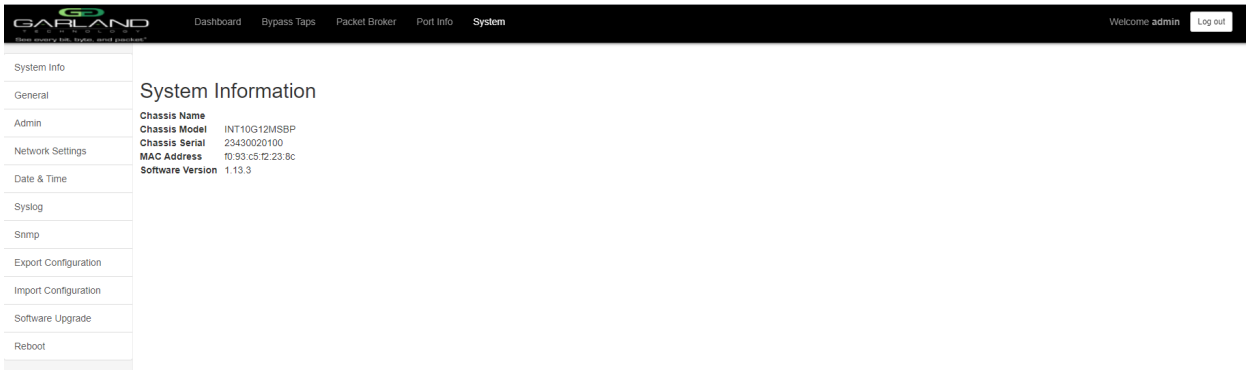 GARLAND
TECHNOLOGY
See every bit, byte, and packet.
Dashboard Bypass Taps Packet Broker Port Info System
Welcome admin Log out
System Info
General
Admin
Network Settings
Date & Time
Syslog
Snmp
Export Configuration
Import Configuration
Software Upgrade
Reboot
System Information
Chassis Name
Chassis Model INT10G12MSBP
Chassis Serial 23430020100
MAC Address f0:93:c5:f2:23:8c
Software Version 1.13.3